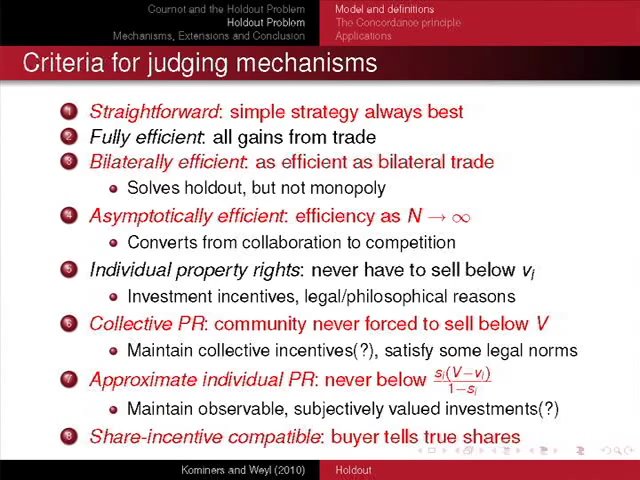 Cournot and the Holdout Problem
Holdout Problem
Mechanisms, Extensions and Conclusion
Model and definitions
The Concordance principle
Applications
Criteria for judging mechanisms
1 Straightforward: simple strategy always best
2 Fully efficient: all gains from trade
3 Bilaterally efficient: as efficient as bilateral trade
Solves holdout, but not monopoly
4 Asymptotically efficient: efficiency as N → ∞
Converts from collaboration to competition
5 Individual property rights: never have to sell below v_i
Investment incentives, legal/philosophical reasons
6 Collective PR: community never forced to sell below V
Maintain collective incentives(?), satisfy some legal norms
7 Approximate individual PR: never below s_i(V−v_i)/1−s_i
Maintain observable, subjectively valued investments(?)
8 Share-incentive compatible: buyer tells true shares
Kominers and Weyl (2010)
Holdout